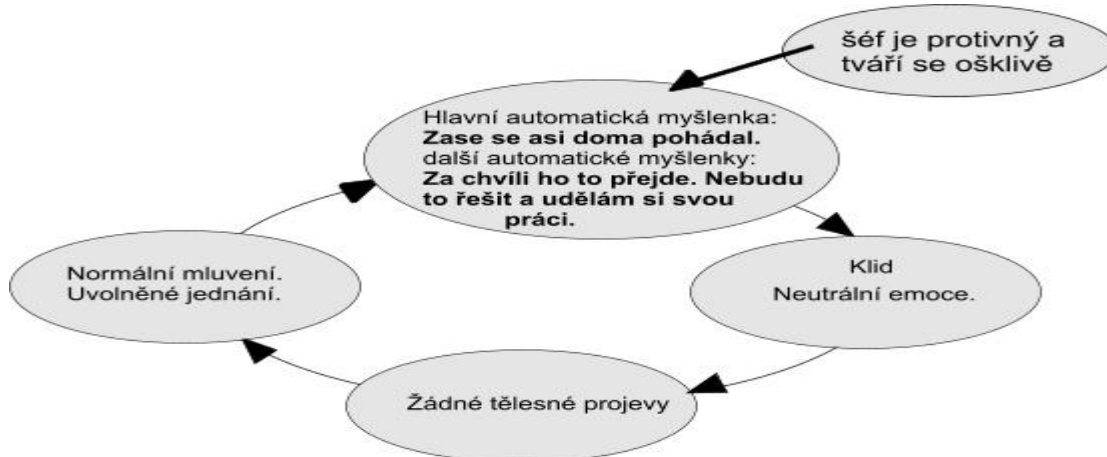 šéf je protivný a
tváří se ošklivě
Hlavní automatická myšlenka:
Zase se asi doma pohádal.
další automatické myšlenky:
Za chvíli ho to přejde. Nebudu
to řešit a udělám si svou
práci.
Klid
Neutrální emoce.
Žádné tělesné projevy
Normální mluvení.
Uvolněné jednání.